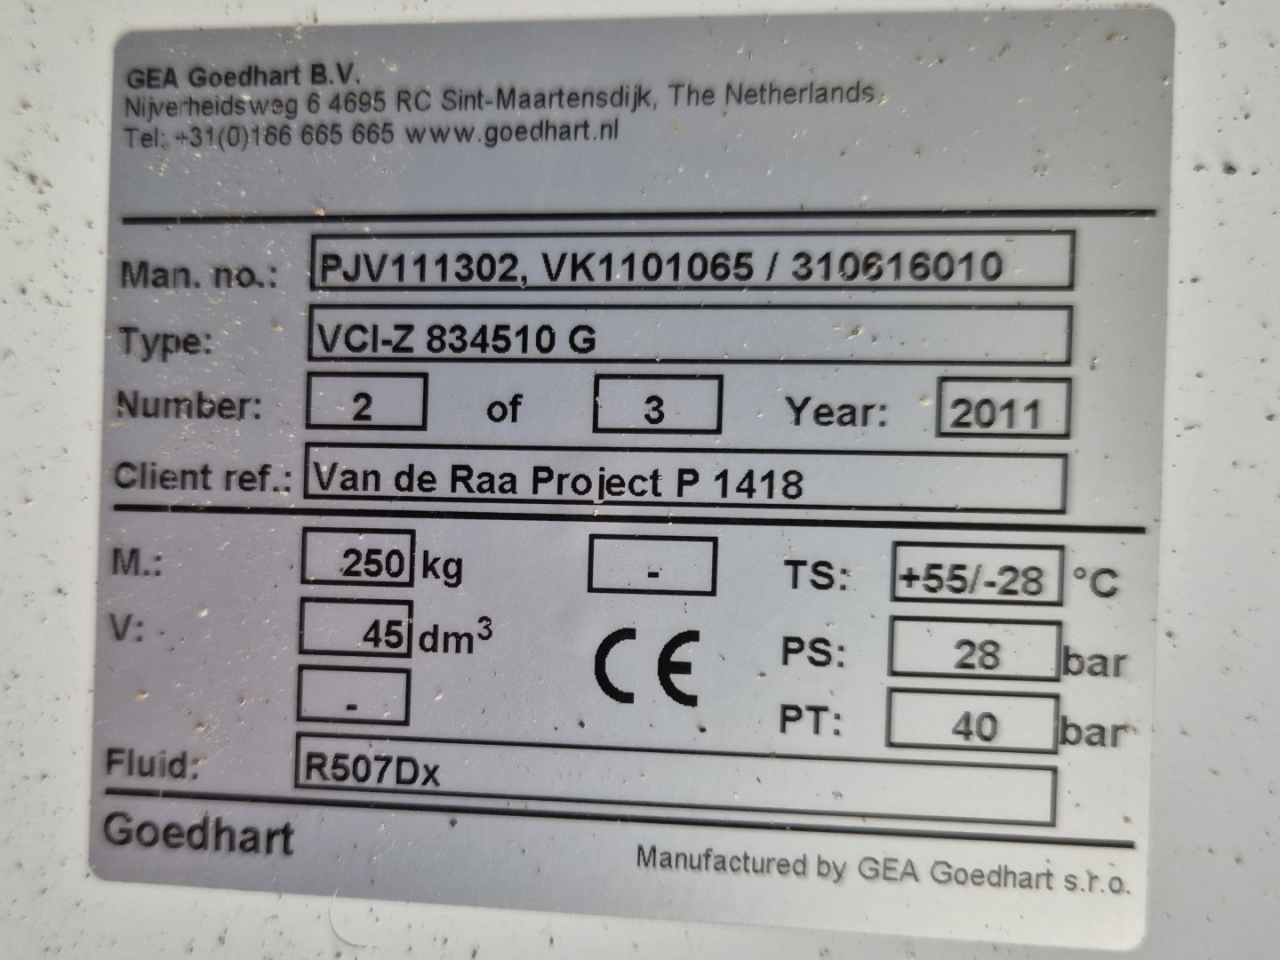 GEA Goedhart B.V.
Nijverheidsweg 6 4695 RC Sint-Maartensdijk, The Netherlands
Tel: +31(0)166 665 665 www.goedhart.nl
Man. no.: PJV111302, VK1101065 / 310616010
Type: VCI-Z 834510 G
Number: 2 of 3 Year: 2011
Client ref.: Van de Raa Project P 1418
M.: 250 kg - TS: +55/-28 °C
V: 45 dm³ CE PS: 28 bar
- PT: 40 bar
Fluid: R507Dx
Goedhart
Manufactured by GEA Goedhart s.r.o.